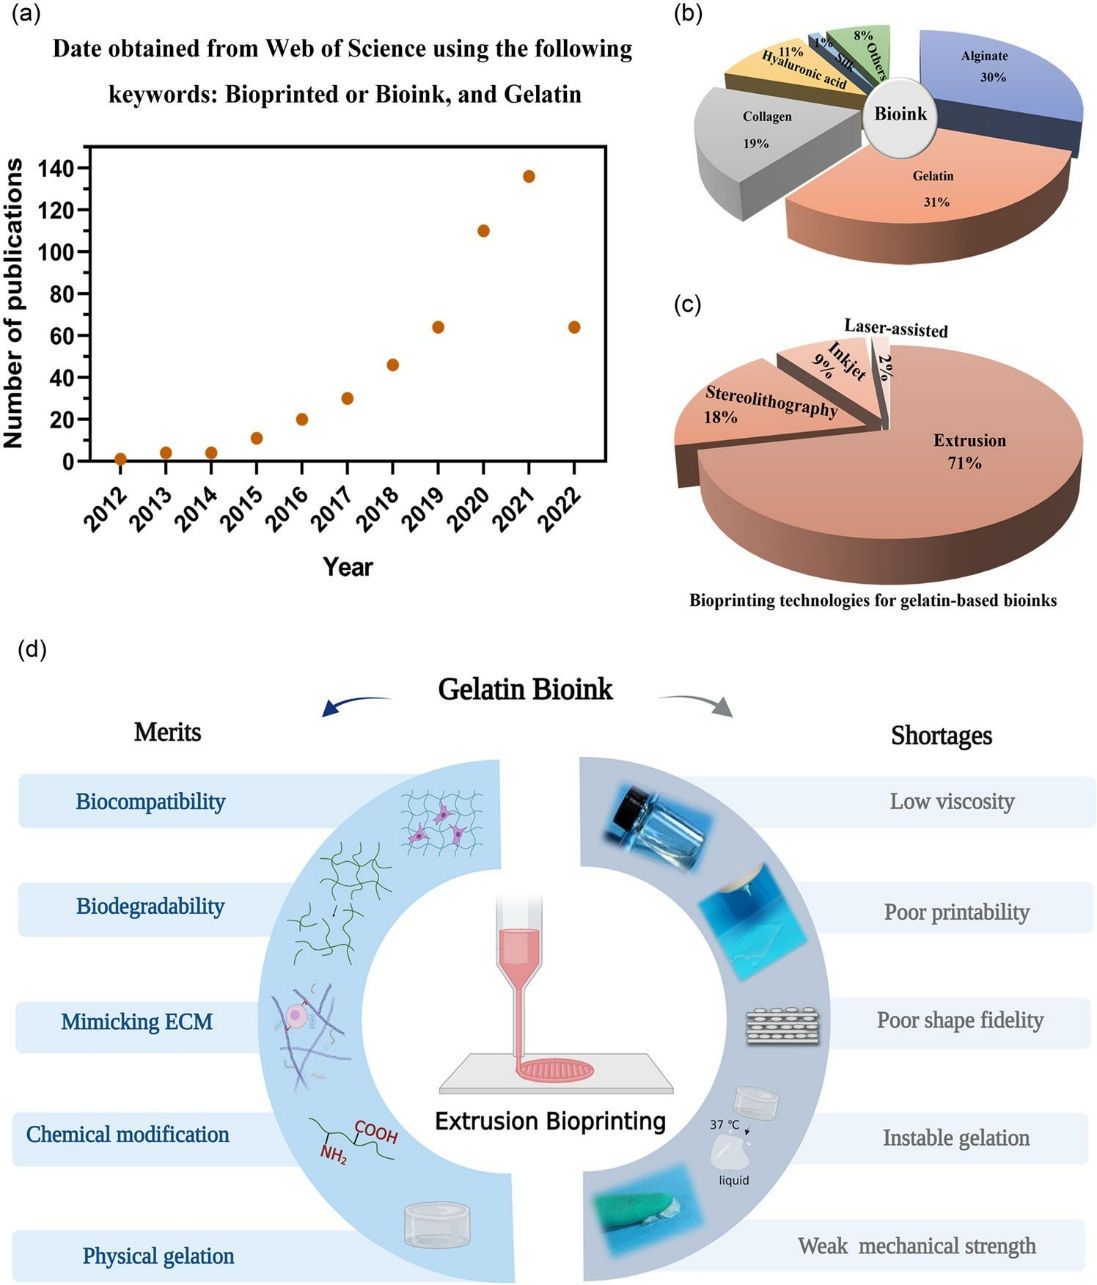 (a)
Date obtained from Web of Science using the following
keywords: Bioprinted or Bioink, and Gelatin
Number of publications
140
120
100
80
60
40
20
0
2012
2013
2014
2015
2016
2017
2018
2019
2020
2021
2022
Year
(b)
Alginate
30%
Gelatin
31%
Collagen
19%
11%
Hyaluronic acid
1%
Silk
8%
Others
Bioink
(c)
Laser-assisted
2%
Inkjet
9%
Stereolithography
18%
Extrusion
71%
Bioprinting technologies for gelatin-based bioinks
(d)
Gelatin Bioink
Merits
Biocompatibility
Biodegradability
Mimicking ECM
Chemical modification
Physical gelation
COOH
NH2
Extrusion Bioprinting
Shortages
Low viscosity
Poor printability
Poor shape fidelity
Instable gelation
Weak mechanical strength
37 ℃
liquid